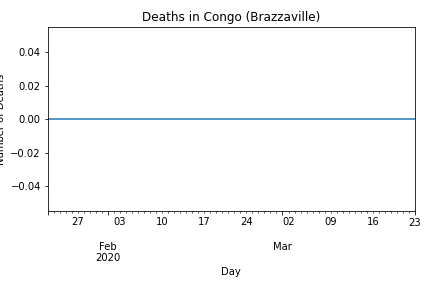 Deaths in Congo (Brazzaville)
0.04
0.02
0.00
−0.02
−0.04
Number of Deaths
27 03 10 17 24 02 09 16 23
Feb Mar
2020
Day